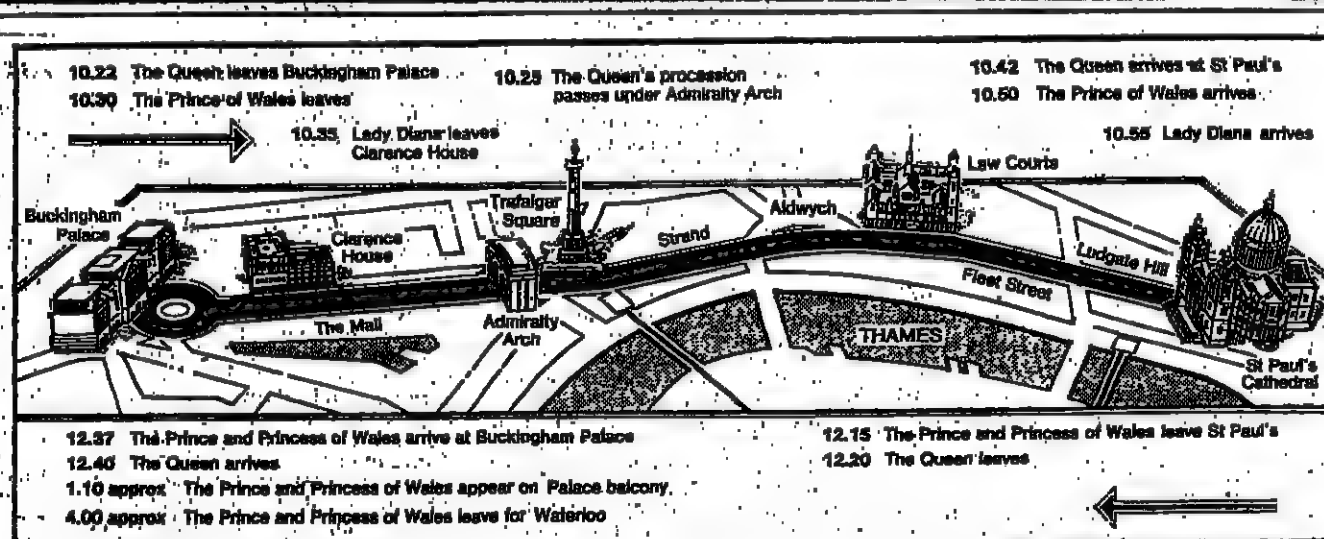 10.22 The Queen leaves Buckingham Palace
10.30 The Prince of Wales leaves
10.35 Lady Diana leaves
Clarence House
10.25 The Queen's procession
passes under Admiralty Arch
10.42 The Queen arrives at St Paul's
10.50 The Prince of Wales arrives
10.55 Lady Diana arrives
Buckingham
Palace
Clarence
House
The Mall
Admiralty
Arch
Trafalgar
Square
Strand
Aldwych
Law Courts
Fleet Street
Ludgate Hill
THAMES
St Paul's
Cathedral
12.37 The Prince and Princess of Wales arrive at Buckingham Palace
12.40 The Queen arrives
1.10 approx The Prince and Princess of Wales appear on Palace balcony.
4.00 approx The Prince and Princess of Wales leave for Waterloo
12.15 The Prince and Princess of Wales leave St Paul's
12.20 The Queen leaves